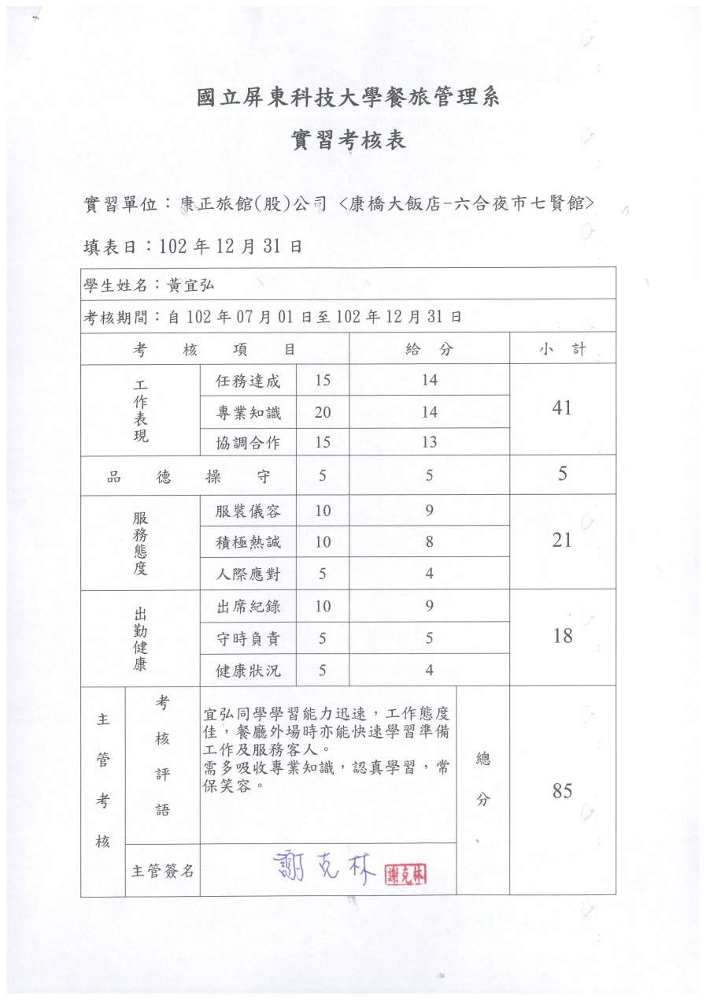 國立屏東科技大學餐旅管理系
實習考核表
實習單位：康正旅館(股)公司 <康橋大飯店-六合夜市七賢館>
填表日：102 年 12 月 31 日
學生姓名：黃宜弘
考核期間：自 102 年 07 月 01 日至 102 年 12 月 31 日
考核項目 給分 小計
工作表現 任務達成 15 14 41
專業知識 20 14
協調合作 15 13
品德操守 5 5 5
服務態度 服裝儀容 10 9 21
積極熱誠 10 8
人際應對 5 4
出勤健康 出席紀錄 10 9 18
守時負責 5 5
健康狀況 5 4
主管考核 考核評語
宜弘同學學習能力迅速，工作態度
佳，餐廳外場時亦能快速學習準備
工作及服務客人。
需多吸收專業知識，認真學習，常
保笑容。
總分 85
主管簽名 謝克林 謝克林